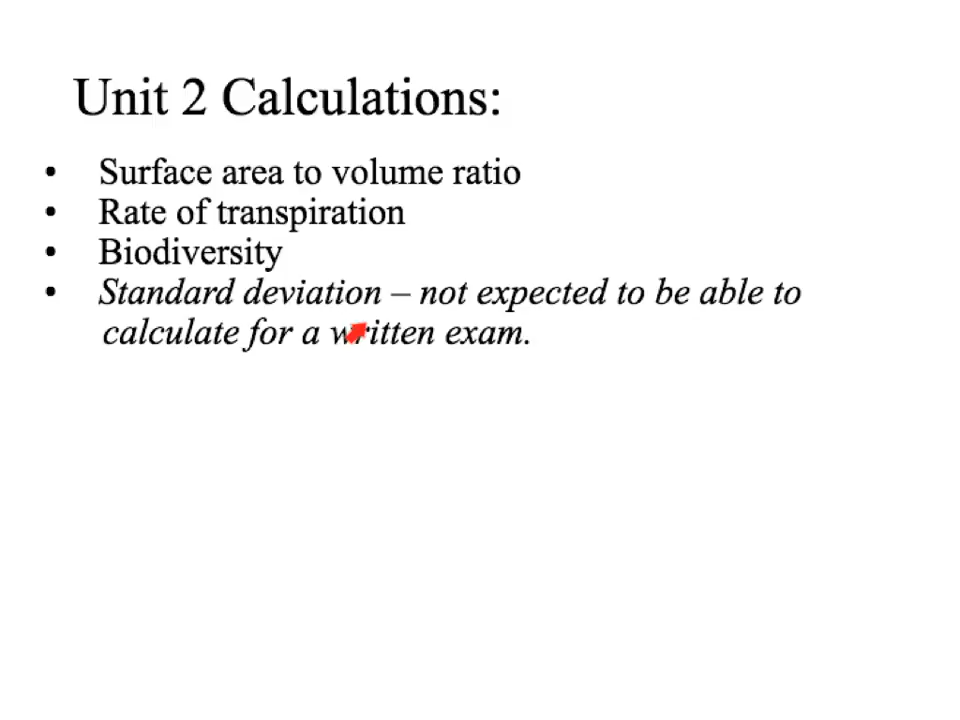 Unit 2 Calculations:
• Surface area to volume ratio
• Rate of transpiration
• Biodiversity
• Standard deviation – not expected to be able to
calculate for a written exam.